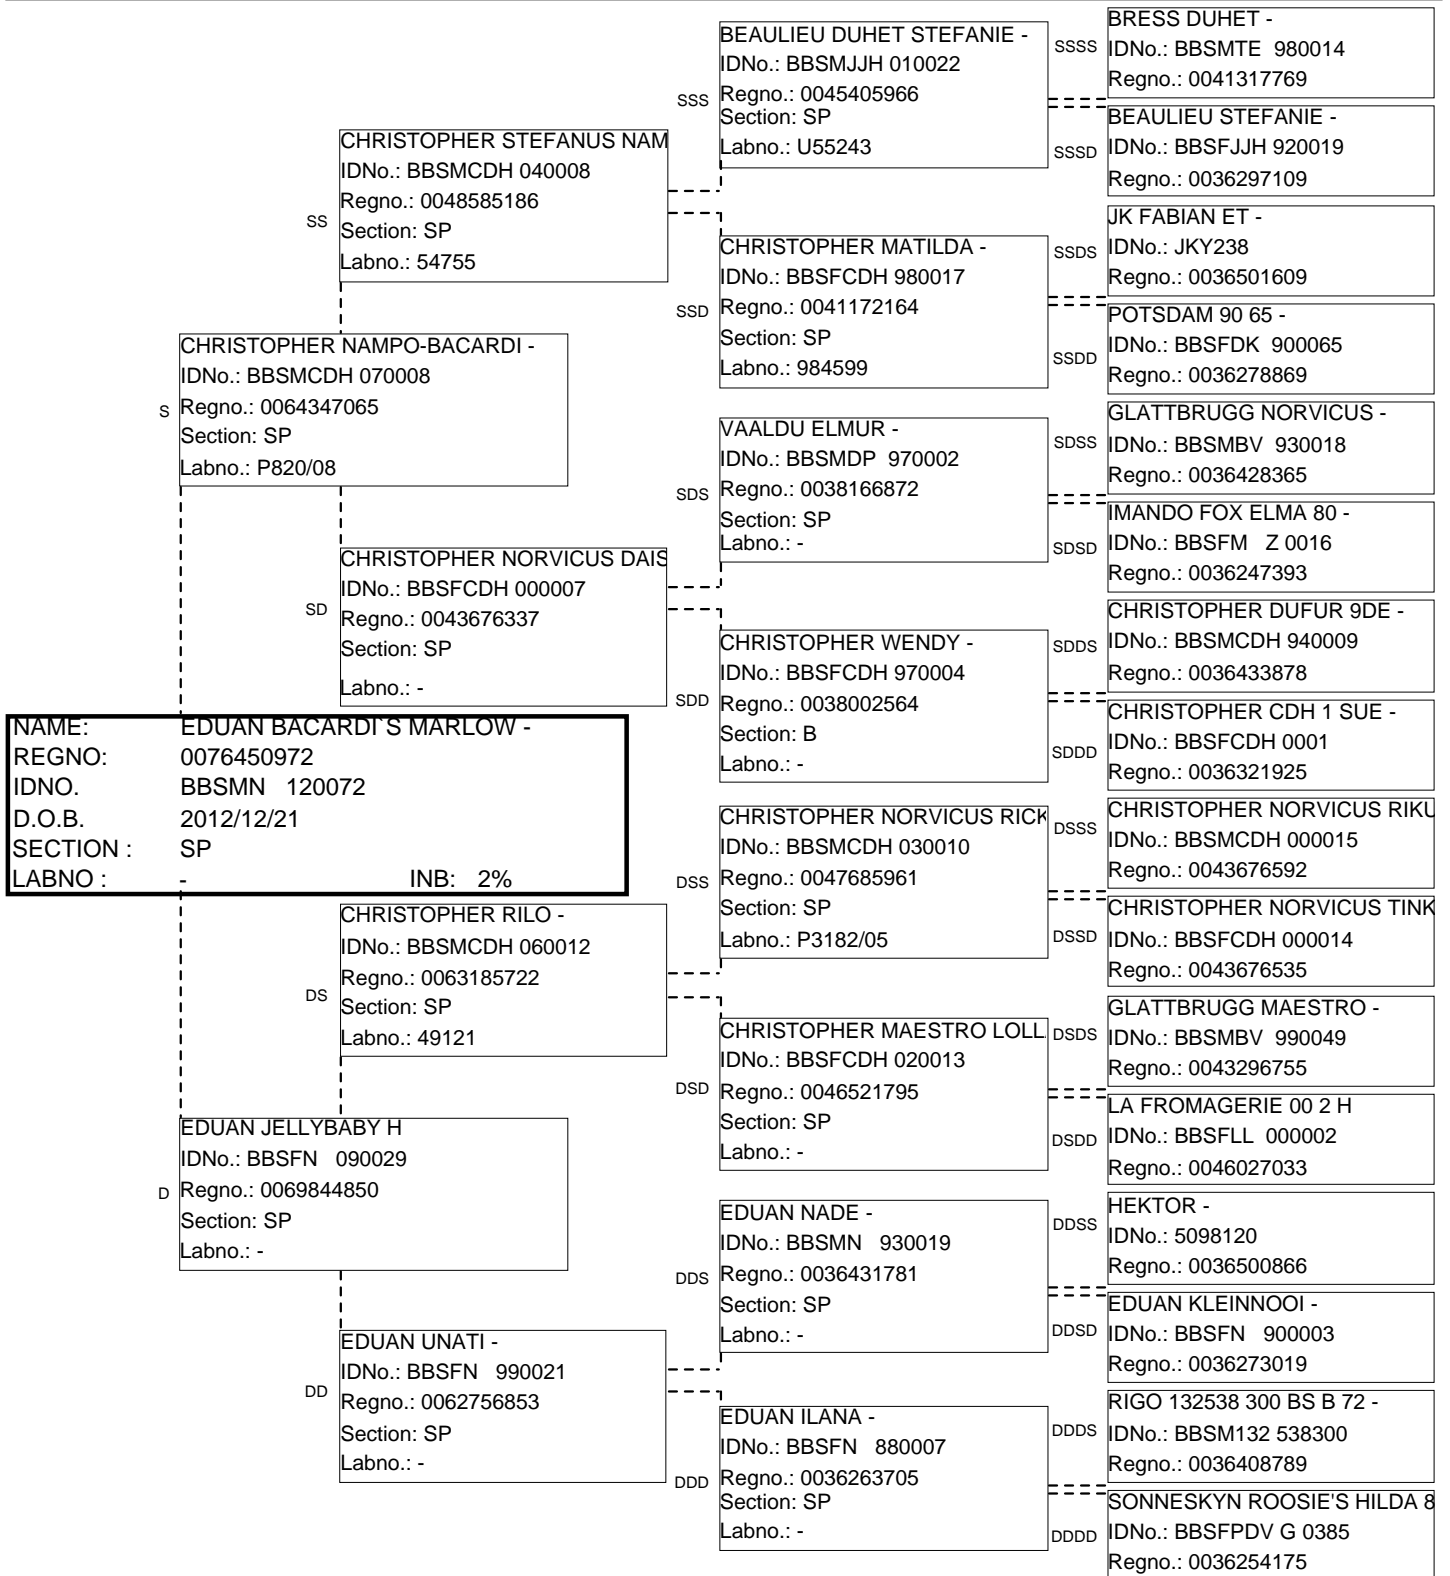 NAME: EDUAN BACARDI`S MARLOW -
REGNO: 0076450972
IDNO. BBSMN 120072
D.O.B. 2012/12/21
SECTION : SP
LABNO : - INB: 2%
S
CHRISTOPHER NAMPO-BACARDI -
IDNo.: BBSMCDH 070008
Regno.: 0064347065
Section: SP
Labno.: P820/08
D
EDUAN JELLYBABY H
IDNo.: BBSFN 090029
Regno.: 0069844850
Section: SP
Labno.: -
SS
CHRISTOPHER STEFANUS NAM
IDNo.: BBSMCDH 040008
Regno.: 0048585186
Section: SP
Labno.: 54755
SD
CHRISTOPHER NORVICUS DAIS
IDNo.: BBSFCDH 000007
Regno.: 0043676337
Section: SP
Labno.: -
DS
CHRISTOPHER RILO -
IDNo.: BBSMCDH 060012
Regno.: 0063185722
Section: SP
Labno.: 49121
DD
EDUAN UNATI -
IDNo.: BBSFN 990021
Regno.: 0062756853
Section: SP
Labno.: -
SSS
BEAULIEU DUHET STEFANIE -
IDNo.: BBSMJJH 010022
Regno.: 0045405966
Section: SP
Labno.: U55243
SSD
CHRISTOPHER MATILDA -
IDNo.: BBSFCDH 980017
Regno.: 0041172164
Section: SP
Labno.: 984599
SDS
VAALDU ELMUR -
IDNo.: BBSMDP 970002
Regno.: 0038166872
Section: SP
Labno.: -
SDD
CHRISTOPHER WENDY -
IDNo.: BBSFCDH 970004
Regno.: 0038002564
Section: B
Labno.: -
DSS
CHRISTOPHER NORVICUS RICK
IDNo.: BBSMCDH 030010
Regno.: 0047685961
Section: SP
Labno.: P3182/05
DSD
CHRISTOPHER MAESTRO LOLL
IDNo.: BBSFCDH 020013
Regno.: 0046521795
Section: SP
Labno.: -
DDS
EDUAN NADE -
IDNo.: BBSMN 930019
Regno.: 0036431781
Section: SP
Labno.: -
DDD
EDUAN ILANA -
IDNo.: BBSFN 880007
Regno.: 0036263705
Section: SP
Labno.: -
SSSS
BRESS DUHET -
IDNo.: BBSMTE 980014
Regno.: 0041317769
SSSD
BEAULIEU STEFANIE -
IDNo.: BBSFJJH 920019
Regno.: 0036297109
SSDS
JK FABIAN ET -
IDNo.: JKY238
Regno.: 0036501609
SSDD
POTSDAM 90 65 -
IDNo.: BBSFDK 900065
Regno.: 0036278869
SDSS
GLATTBRUGG NORVICUS -
IDNo.: BBSMBV 930018
Regno.: 0036428365
SDSD
IMANDO FOX ELMA 80 -
IDNo.: BBSFM Z 0016
Regno.: 0036247393
SDDS
CHRISTOPHER DUFUR 9DE -
IDNo.: BBSMCDH 940009
Regno.: 0036433878
SDDD
CHRISTOPHER CDH 1 SUE -
IDNo.: BBSFCDH 0001
Regno.: 0036321925
DSSS
CHRISTOPHER NORVICUS RIKU
IDNo.: BBSMCDH 000015
Regno.: 0043676592
DSSD
CHRISTOPHER NORVICUS TINK
IDNo.: BBSFCDH 000014
Regno.: 0043676535
DSDS
GLATTBRUGG MAESTRO -
IDNo.: BBSMBV 990049
Regno.: 0043296755
DSDD
LA FROMAGERIE 00 2 H
IDNo.: BBSFLL 000002
Regno.: 0046027033
DDSS
HEKTOR -
IDNo.: 5098120
Regno.: 0036500866
DDSD
EDUAN KLEINNOOI -
IDNo.: BBSFN 900003
Regno.: 0036273019
DDDS
RIGO 132538 300 BS B 72 -
IDNo.: BBSM132 538300
Regno.: 0036408789
DDDD
SONNESKYN ROOSIE'S HILDA 8
IDNo.: BBSFPDV G 0385
Regno.: 0036254175